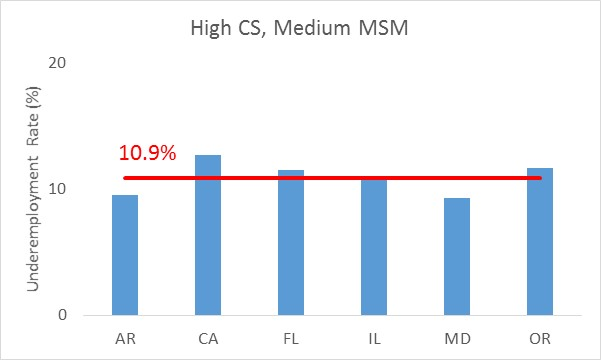 High CS, Medium MSM
Underemployment Rate (%)
20
10
0
10.9%
AR CA FL IL MD OR